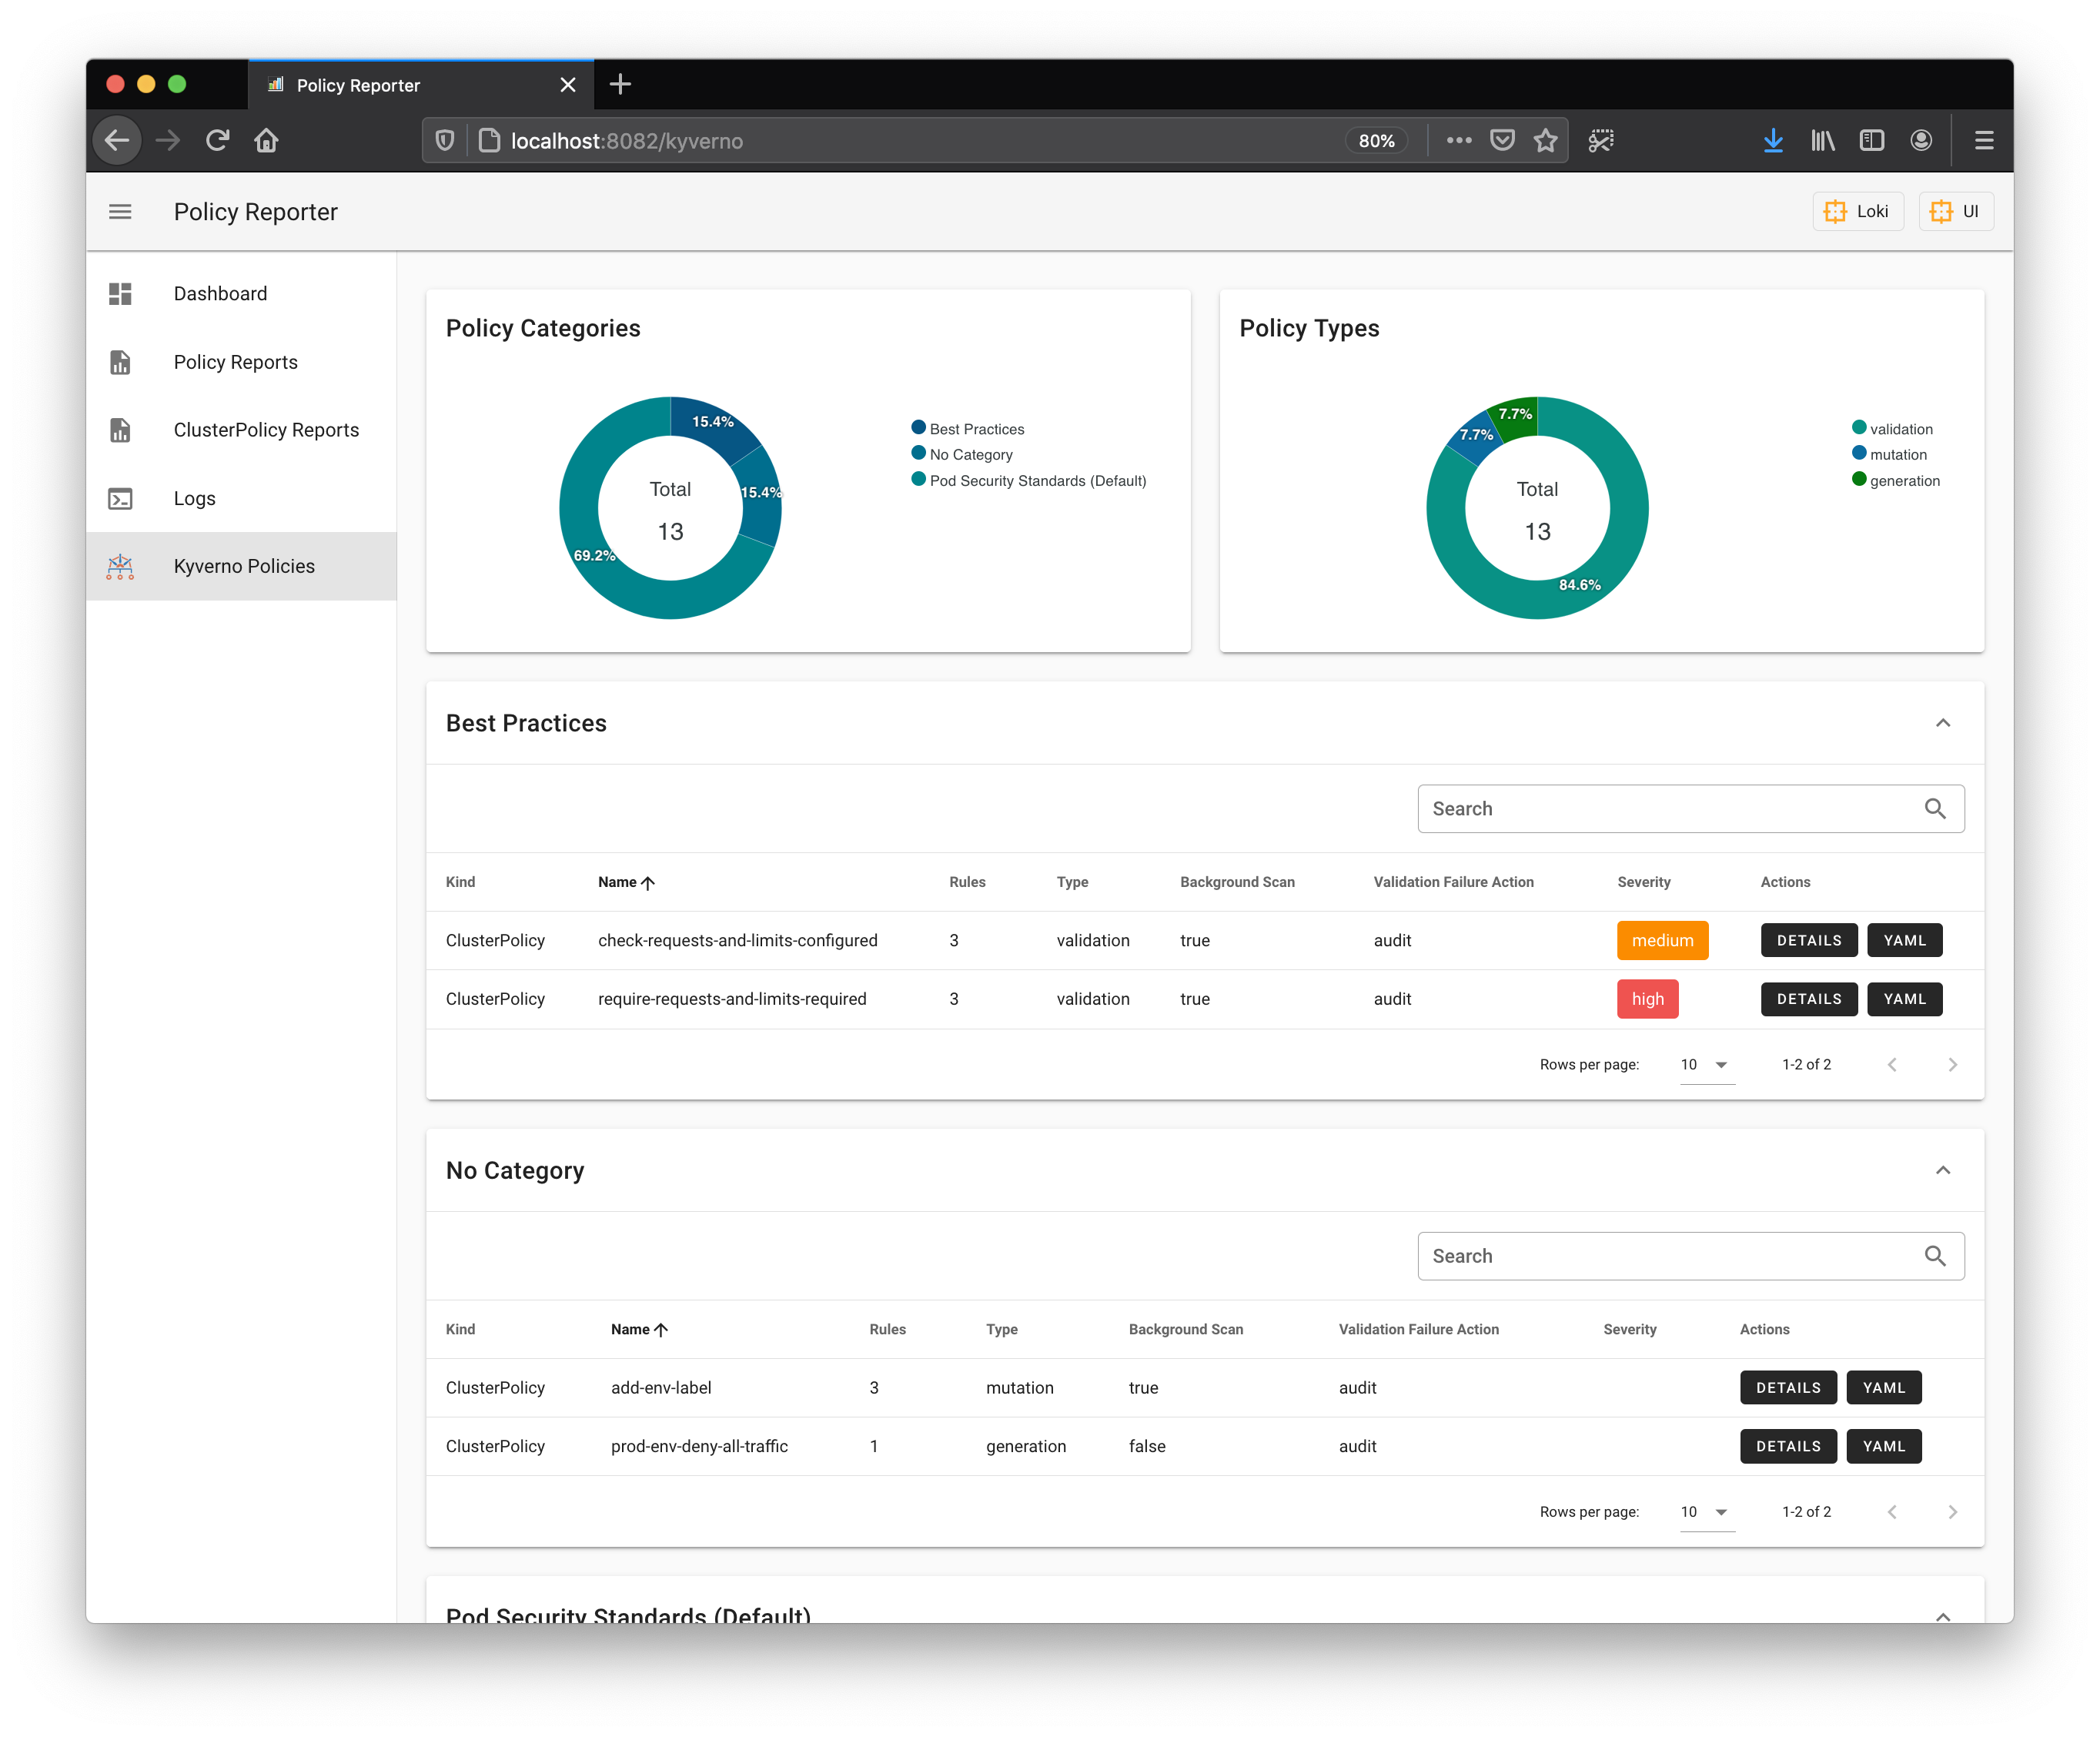 Policy Reporter
localhost:8082/kyverno
80%
Policy Reporter
Loki
UI
Dashboard
Policy Reports
ClusterPolicy Reports
Logs
Kyverno Policies
Policy Categories
15.4%
15.4%
69.2%
Total
13
Best Practices
No Category
Pod Security Standards (Default)
Policy Types
7.7%
7.7%
84.6%
Total
13
validation
mutation
generation
Best Practices
Search
Kind Name Rules Type Background Scan Validation Failure Action Severity Actions
ClusterPolicy check-requests-and-limits-configured 3 validation true audit medium DETAILS YAML
ClusterPolicy require-requests-and-limits-required 3 validation true audit high DETAILS YAML
Rows per page: 10 1-2 of 2
No Category
Search
Kind Name Rules Type Background Scan Validation Failure Action Severity Actions
ClusterPolicy add-env-label 3 mutation true audit DETAILS YAML
ClusterPolicy prod-env-deny-all-traffic 1 generation false audit DETAILS YAML
Rows per page: 10 1-2 of 2
Pod Security Standards (Default)